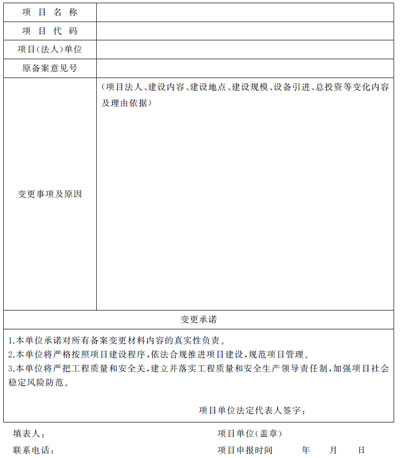 项目名称
项目代码
项目(法人)单位
原备案意见号
(项目法人、建设内容、建设地点、建设规模、设备引进、总投资等变化内容
及理由依据)
变更事项及原因
变更承诺
1.本单位承诺对所有备案变更材料内容的真实性负责。
2.本单位将严格按照项目建设程序,依法合规推进项目建设,规范项目管理。
3.本单位将严把工程质量和安全关,建立并落实工程质量和安全生产领导责任制,加强项目社会
稳定风险防范。
项目单位法定代表人签字:
填表人: 项目单位(盖章)
联系电话: 项目申报时间 年 月 日